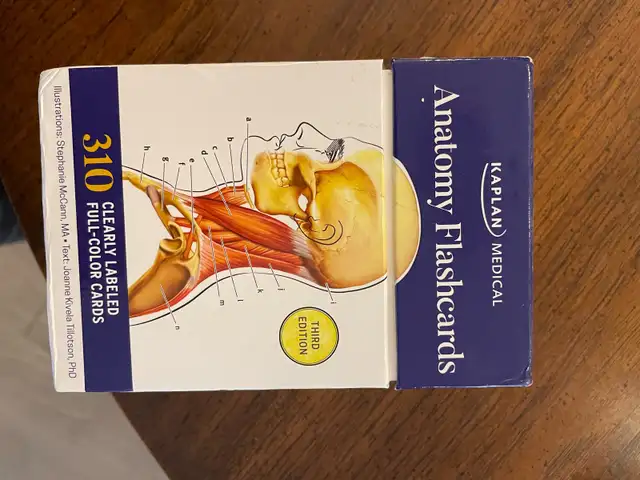 KAPLAN MEDICAL
Anatomy Flashcards
a
b
c
d
e
f
g
h
i
j
k
l
m
n
THIRD
EDITION
310
CLEARLY LABELED
FULL-COLOR CARDS
Illustrations: Stephanie McCann, MA • Text: Joanne Kivela Tillotson, PhD